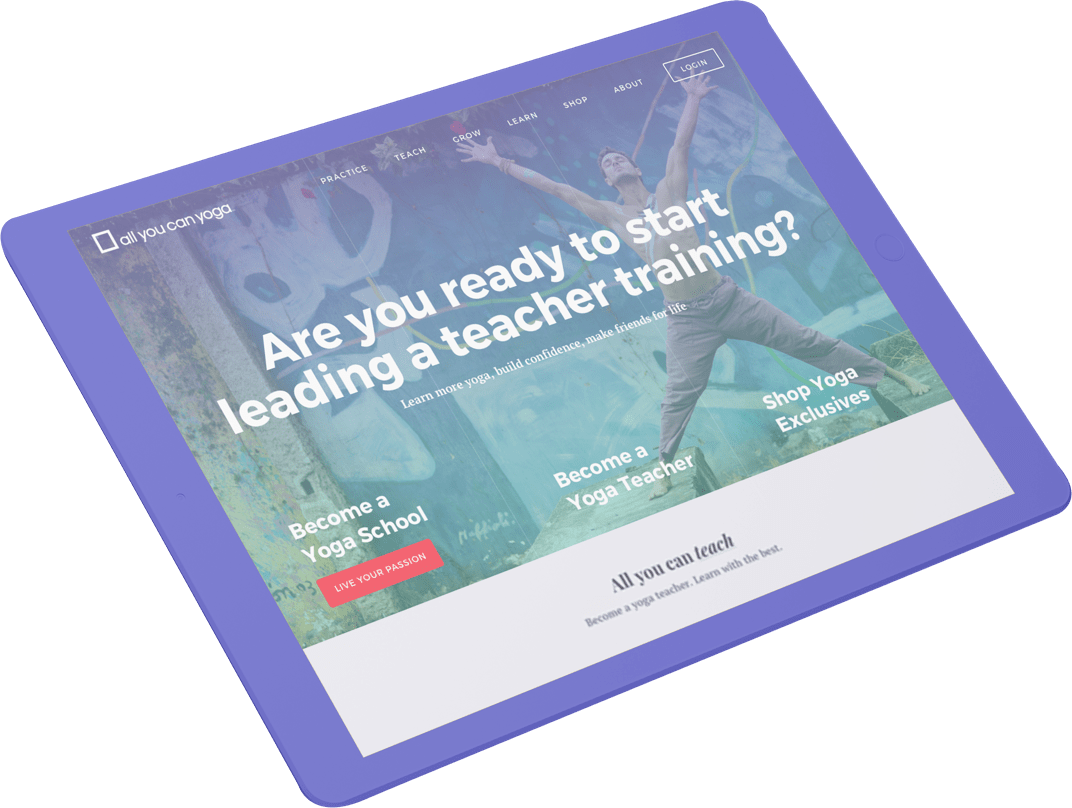 all you can yoga
PRACTICE TEACH GROW LEARN SHOP ABOUT LOGIN
Are you ready to start
leading a teacher training?
Learn more yoga, build confidence, make friends for life
Become a
Yoga School
LIVE YOUR PASSION
Become a
Yoga Teacher
Shop Yoga
Exclusives
All you can teach
Become a yoga teacher. Learn with the best.